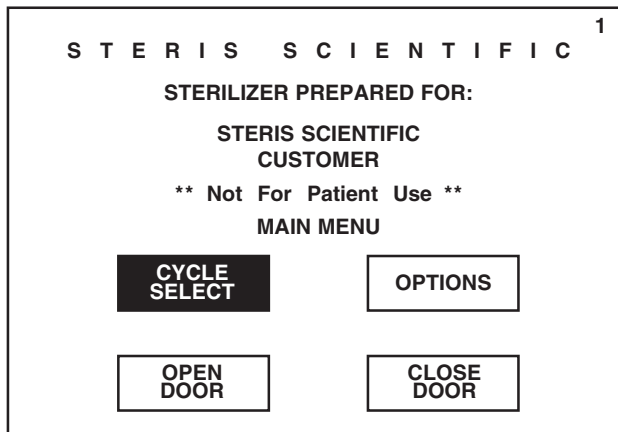 1
S T E R I S S C I E N T I F I C
STERILIZER PREPARED FOR:
STERIS SCIENTIFIC
CUSTOMER
** Not For Patient Use **
MAIN MENU
CYCLE
SELECT
OPTIONS
OPEN
DOOR
CLOSE
DOOR